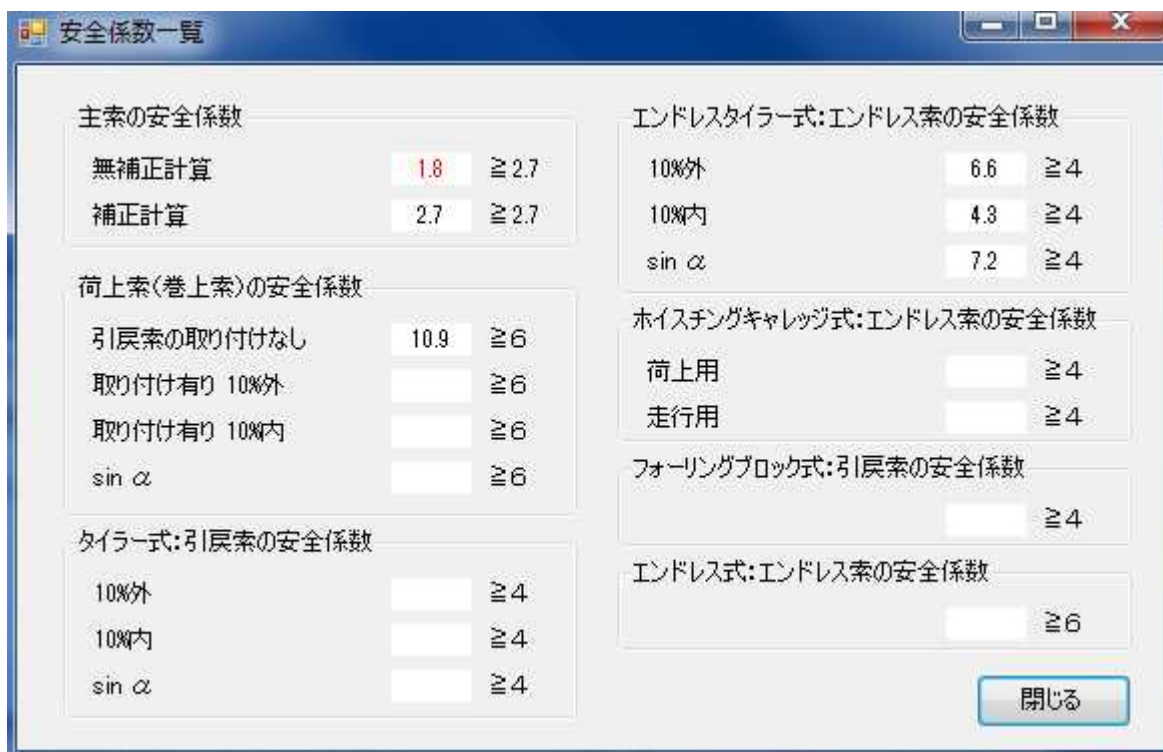 安全係数一覧
主索の安全係数
無補正計算 1.8 ≧2.7
補正計算 2.7 ≧2.7
荷上索(巻上索)の安全係数
引戻索の取り付けなし 10.9 ≧6
取り付け有り 10%外 ≧6
取り付け有り 10%内 ≧6
sin α ≧6
タイラー式:引戻索の安全係数
10%外 ≧4
10%内 ≧4
sin α ≧4
エンドレスタイラー式:エンドレス索の安全係数
10%外 6.6 ≧4
10%内 4.3 ≧4
sin α 7.2 ≧4
ホイスチングキャレッジ式:エンドレス索の安全係数
荷上用 ≧4
走行用 ≧4
フォーリングブロック式:引戻索の安全係数
≧4
エンドレス式:エンドレス索の安全係数
≧6
閉じる